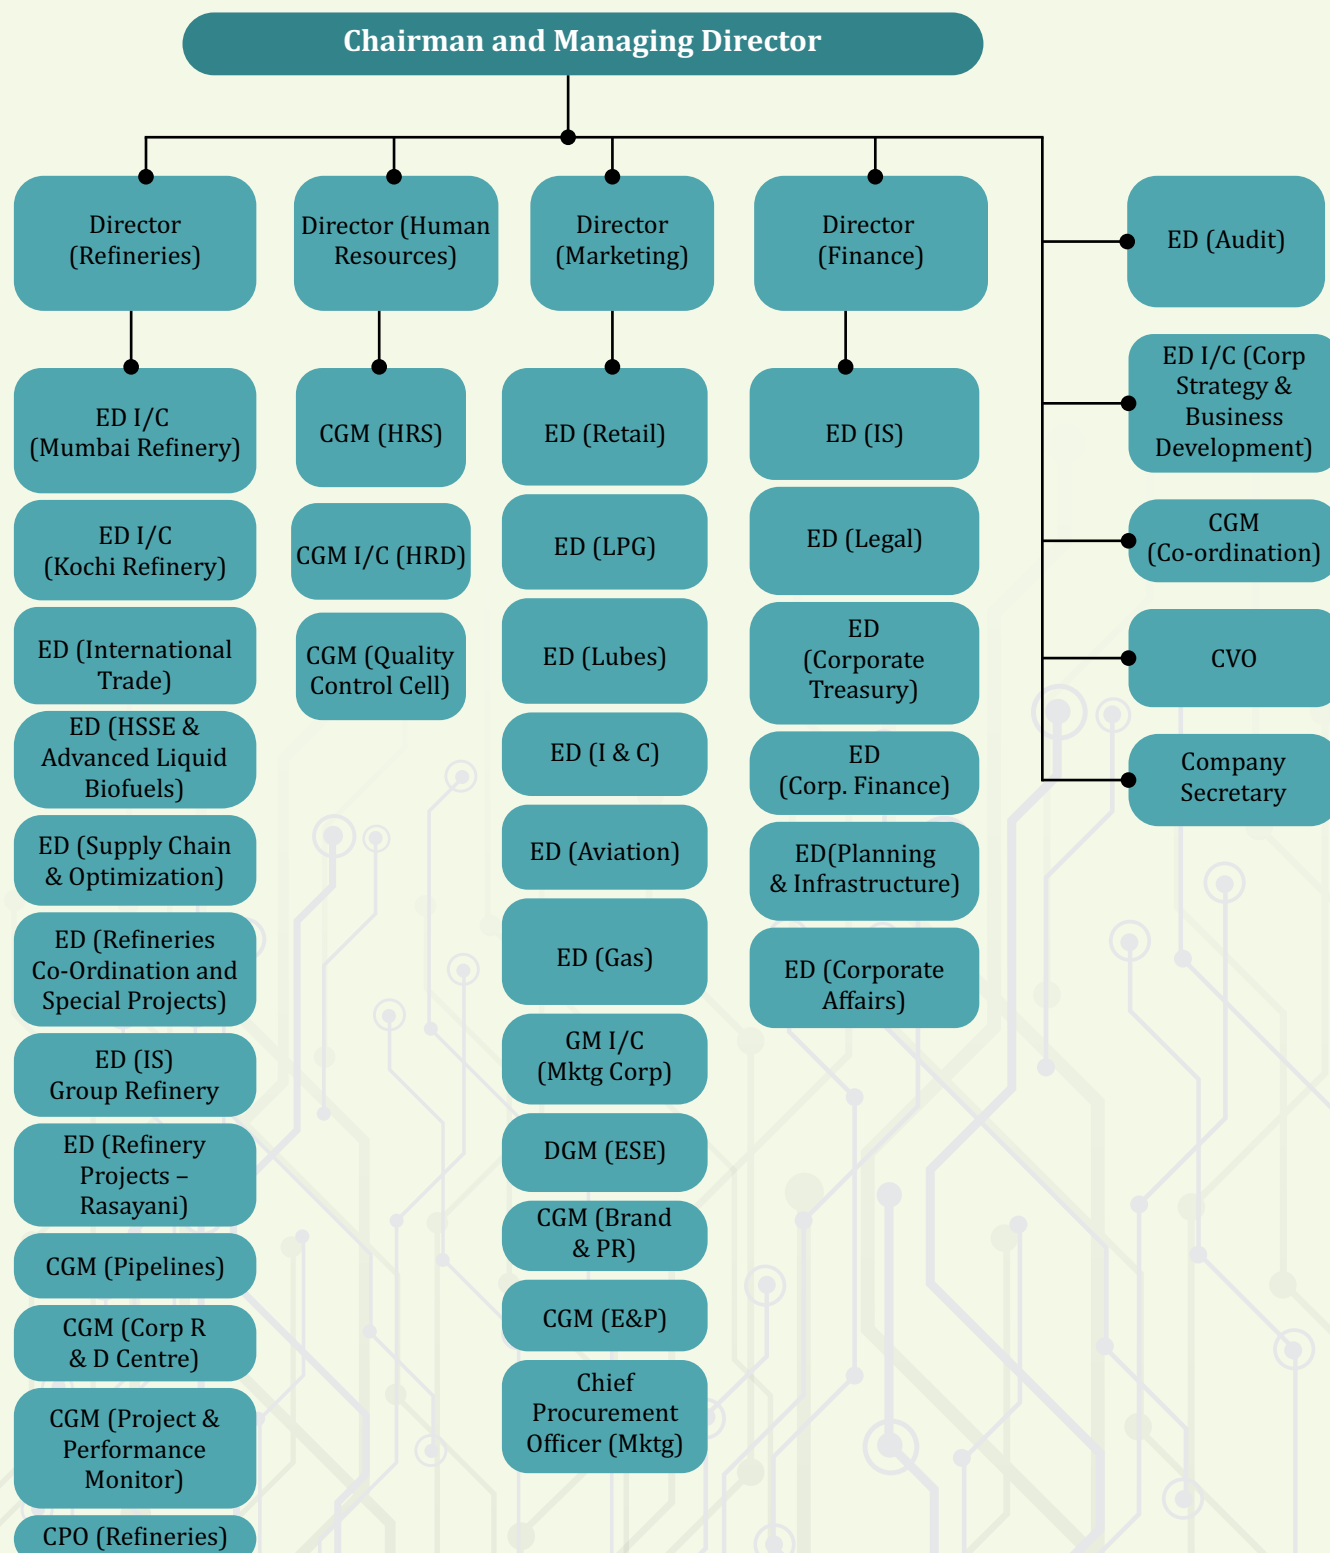 Chairman and Managing Director
Director
(Refineries)
ED I/C
(Mumbai Refinery)
ED I/C
(Kochi Refinery)
ED (International
Trade)
ED (HSSE &
Advanced Liquid
Biofuels)
ED (Supply Chain
& Optimization)
ED (Refineries
Co-Ordination and
Special Projects)
ED (IS)
Group Refinery
ED (Refinery
Projects –
Rasayani)
CGM (Pipelines)
CGM (Corp R
& D Centre)
CGM (Project &
Performance
Monitor)
CPO (Refineries)
Director (Human
Resources)
CGM (HRS)
CGM I/C (HRD)
CGM (Quality
Control Cell)
Director
(Marketing)
ED (Retail)
ED (LPG)
ED (Lubes)
ED (I & C)
ED (Aviation)
ED (Gas)
GM I/C
(Mktg Corp)
DGM (ESE)
CGM (Brand
& PR)
CGM (E&P)
Chief
Procurement
Officer (Mktg)
Director
(Finance)
ED (IS)
ED (Legal)
ED
(Corporate
Treasury)
ED
(Corp. Finance)
ED(Planning
& Infrastructure)
ED (Corporate
Affairs)
ED (Audit)
ED I/C (Corp
Strategy &
Business
Development)
CGM
(Co-ordination)
CVO
Company
Secretary